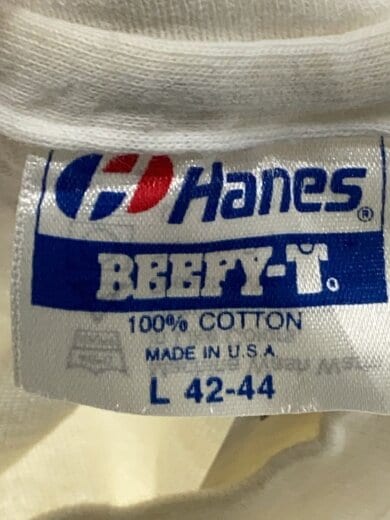 Hanes®
BEEFY-T®
100% COTTON
MADE IN U.S.A
L 42-44